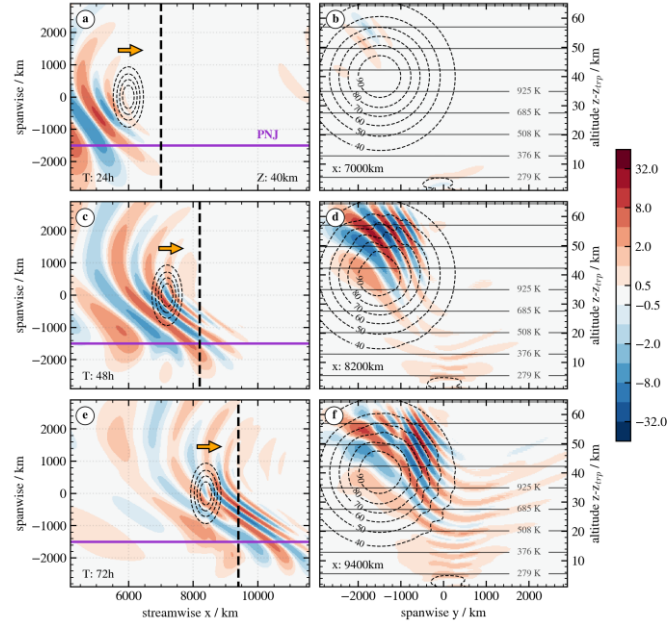 a
b
2000
1000
0
−1000
−2000
spanwise / km
PNJ
T: 24h
Z: 40km
90
80
70
60
50
40
925 K
685 K
508 K
376 K
279 K
x: 7000km
60
50
40
30
20
10
altitude z-z_trp / km
c
d
2000
1000
0
−1000
−2000
spanwise / km
T: 48h
90
80
70
60
50
40
925 K
685 K
508 K
376 K
279 K
x: 8200km
60
50
40
30
20
10
altitude z-z_trp / km
e
f
2000
1000
0
−1000
−2000
spanwise / km
T: 72h
90
80
70
60
50
40
925 K
685 K
508 K
376 K
279 K
x: 9400km
60
50
40
30
20
10
altitude z-z_trp / km
6000
8000
10000
streamwise x / km
−2000
−1000
0
1000
2000
spanwise y / km
32.0
8.0
2.0
0.5
−0.5
−2.0
−8.0
−32.0